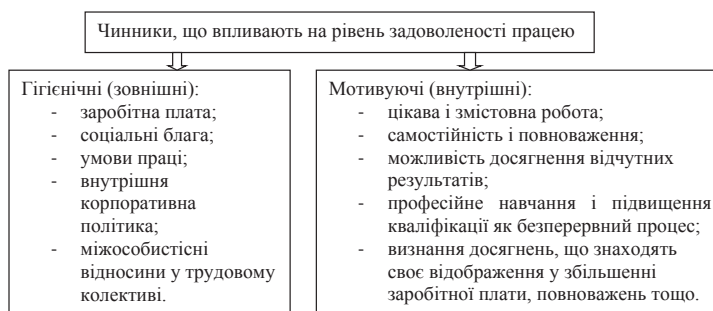 Чинники, що впливають на рівень задоволеності працею
Гігієнічні (зовнішні):
- заробітна плата;
- соціальні блага;
- умови праці;
- внутрішня
корпоративна
політика;
- міжособистісні
відносини у трудовому
колективі.
Мотивуючі (внутрішні):
- цікава і змістовна робота;
- самостійність і повноваження;
- можливість досягнення відчутних
результатів;
- професійне навчання і підвищення
кваліфікації як безперервний процес;
- визнання досягнень, що знаходять
своє відображення у збільшенні
заробітної плати, повноважень тощо.